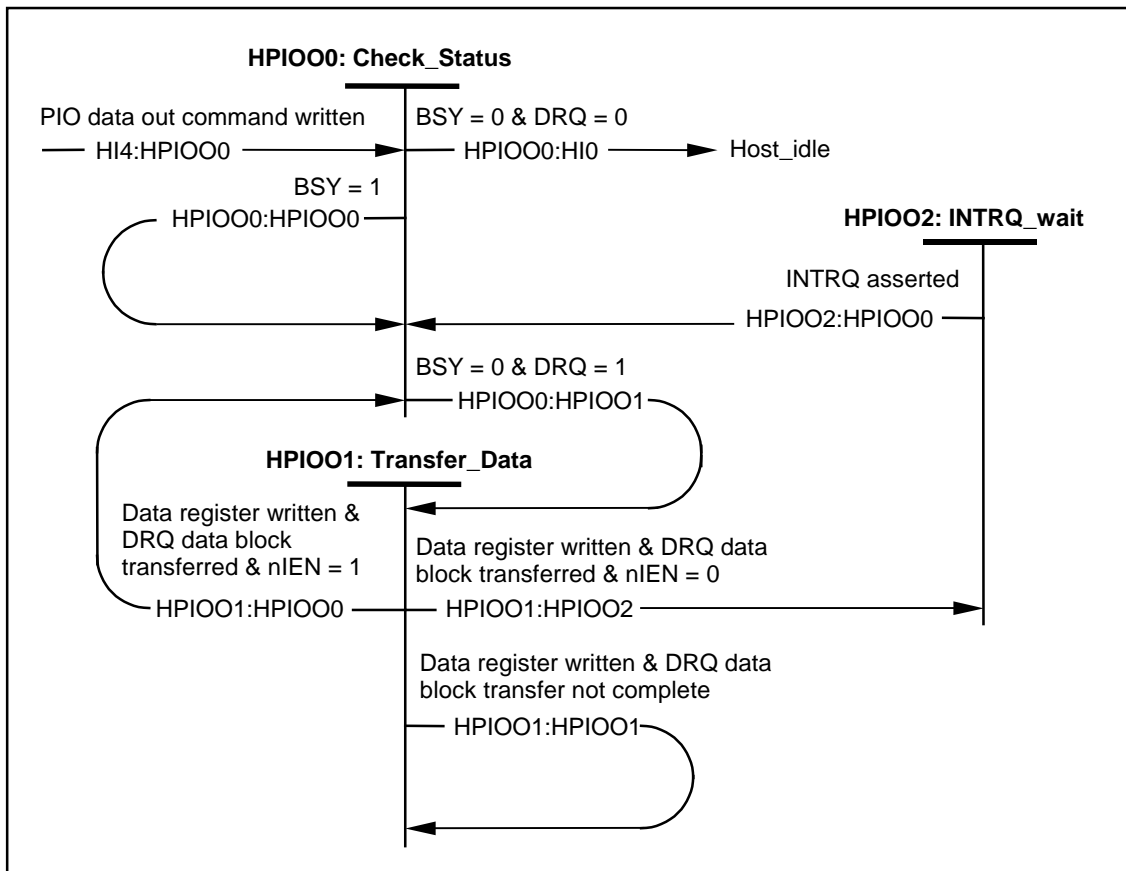 HPIOO0: Check_Status
PIO data out command written
BSY = 0 & DRQ = 0
HI4:HPIOO0
HPIOO0:HI0
Host_idle
BSY = 1
HPIOO0:HPIOO0
HPIOO2: INTRQ_wait
INTRQ asserted
HPIOO2:HPIOO0
BSY = 0 & DRQ = 1
HPIOO0:HPIOO1
HPIOO1: Transfer_Data
Data register written &
DRQ data block
transferred & nIEN = 1
HPIOO1:HPIOO0
Data register written & DRQ data
block transferred & nIEN = 0
HPIOO1:HPIOO2
Data register written & DRQ data
block transfer not complete
HPIOO1:HPIOO1